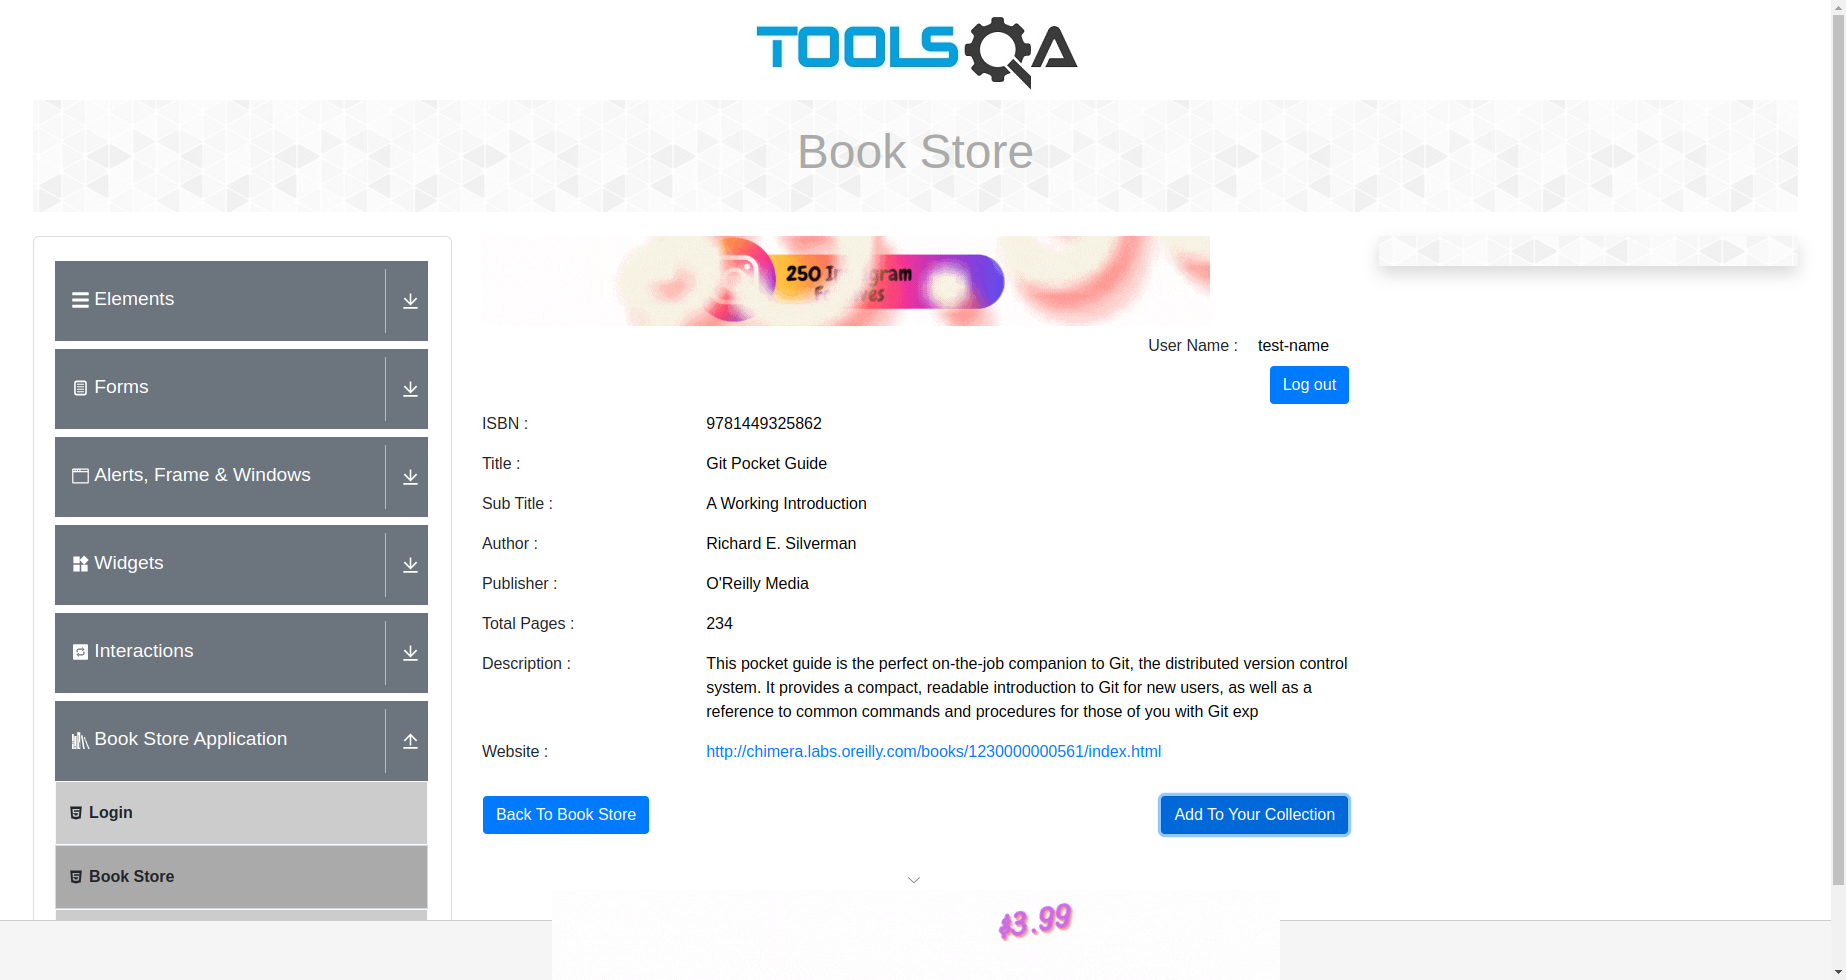 TOOLSQA
Book Store
Elements
Forms
Alerts, Frame & Windows
Widgets
Interactions
Book Store Application
Login
Book Store
250
User Name :
test-name
Log out
ISBN :
9781449325862
Title :
Git Pocket Guide
Sub Title :
A Working Introduction
Author :
Richard E. Silverman
Publisher :
O'Reilly Media
Total Pages :
234
Description :
This pocket guide is the perfect on-the-job companion to Git, the distributed version control
system. It provides a compact, readable introduction to Git for new users, as well as a
reference to common commands and procedures for those of you with Git exp
Website :
http://chimera.labs.oreilly.com/books/1230000000561/index.html
Back To Book Store
Add To Your Collection
$3.99